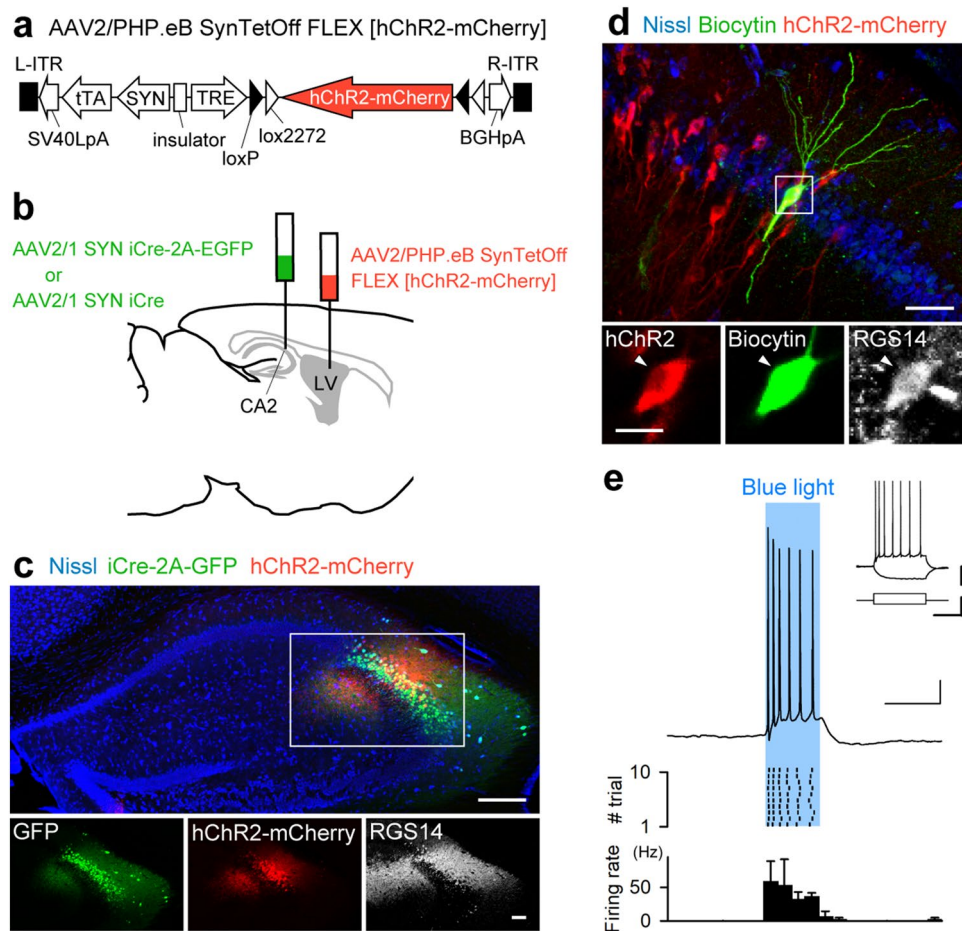 a AAV2/PHP.eB SynTetOff FLEX [hChR2-mCherry]
L-ITR
R-ITR
tTA
SYN
TRE
hChR2-mCherry
SV40LpA
insulator
loxP
lox2272
BGHpA
b
AAV2/1 SYN iCre-2A-EGFP
or
AAV2/1 SYN iCre
AAV2/PHP.eB SynTetOff
FLEX [hChR2-mCherry]
CA2
LV
c Nissl iCre-2A-GFP hChR2-mCherry
GFP
hChR2-mCherry
RGS14
d Nissl Biocytin hChR2-mCherry
hChR2
Biocytin
RGS14
e
Blue light
10
# trial
1
(Hz)
Firing rate
50
0